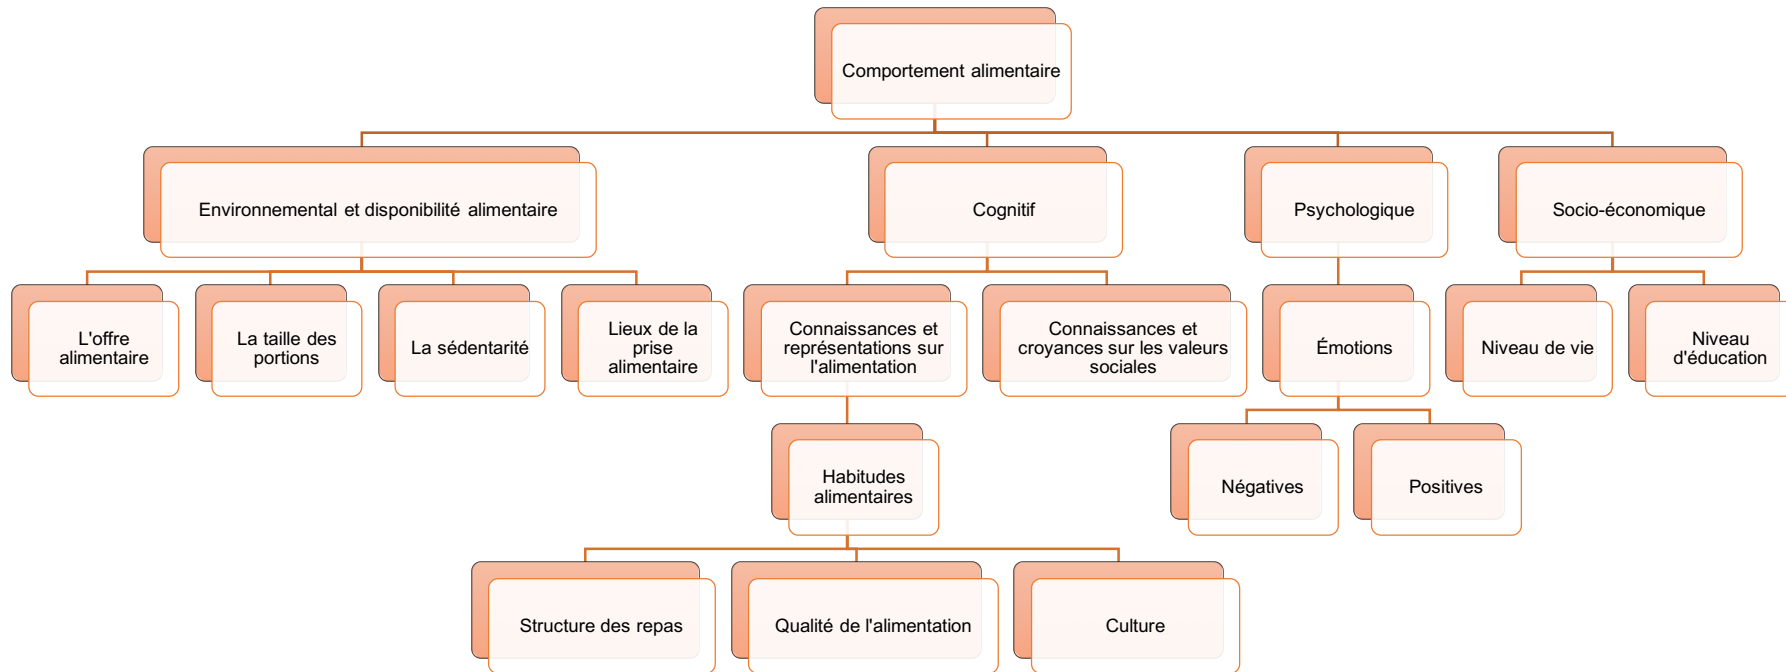 Comportement alimentaire
Environnemental et disponibilité alimentaire
Cognitif
Psychologique
Socio-économique
L'offre
alimentaire
La taille des
portions
La sédentarité
Lieux de la
prise
alimentaire
Connaissances et
représentations sur
l'alimentation
Connaissances et
croyances sur les valeurs
sociales
Émotions
Niveau de vie
Niveau
d'éducation
Habitudes
alimentaires
Négatives
Positives
Structure des repas
Qualité de l'alimentation
Culture